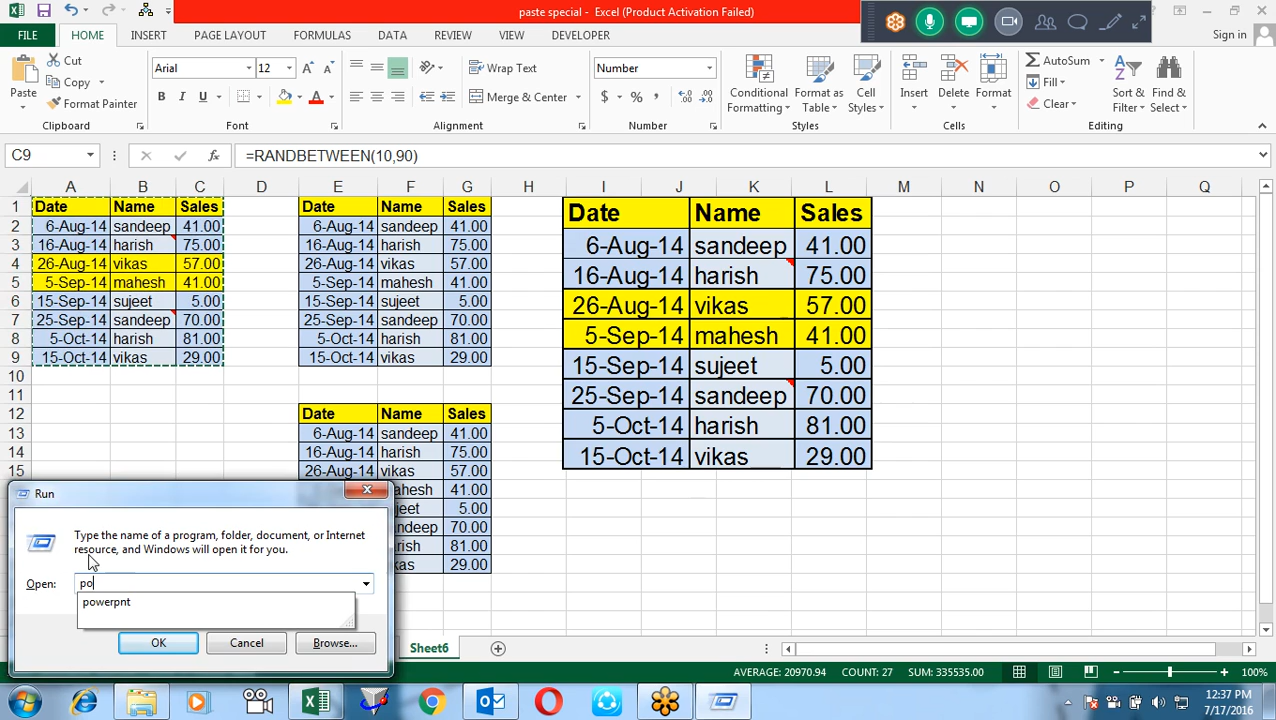 paste special - Excel (Product Activation Failed)
FILE HOME INSERT PAGE LAYOUT FORMULAS DATA REVIEW VIEW DEVELOPER Sign in
Paste Cut Copy Format Painter
Arial 12 Wrap Text Merge & Center
Number
Conditional Formatting Format as Table Cell Styles
Insert Delete Format
AutoSum Fill Clear Sort & Filter Find & Select
Clipboard Font Alignment Number Styles Cells Editing
C9 =RANDBETWEEN(10,90)
A B C D E F G H I J K L M N O P Q
1 Date Name Sales Date Name Sales Date Name Sales
2 6-Aug-14 sandeep 41.00 6-Aug-14 sandeep 41.00 6-Aug-14 sandeep 41.00
3 16-Aug-14 harish 75.00 16-Aug-14 harish 75.00 16-Aug-14 harish 75.00
4 26-Aug-14 vikas 57.00 26-Aug-14 vikas 57.00 26-Aug-14 vikas 57.00
5 5-Sep-14 mahesh 41.00 5-Sep-14 mahesh 41.00 5-Sep-14 mahesh 41.00
6 15-Sep-14 sujeet 5.00 15-Sep-14 sujeet 5.00 15-Sep-14 sujeet 5.00
7 25-Sep-14 sandeep 70.00 25-Sep-14 sandeep 70.00 25-Sep-14 sandeep 70.00
8 5-Oct-14 harish 81.00 5-Oct-14 harish 81.00 5-Oct-14 harish 81.00
9 15-Oct-14 vikas 29.00 15-Oct-14 vikas 29.00 15-Oct-14 vikas 29.00
10
11
12 Date Name Sales
13 6-Aug-14 sandeep 41.00
14 16-Aug-14 harish 75.00
15 26-Aug-14 vikas 57.00
mahesh 41.00
5.00
70.00
81.00
29.00
Run
Type the name of a program, folder, document, or Internet
resource, and Windows will open it for you.
Open: po
powerpnt
OK Cancel Browse...
Sheet6
AVERAGE: 20970.94 COUNT: 27 SUM: 335535.00 100%
12:37 PM
7/17/2016